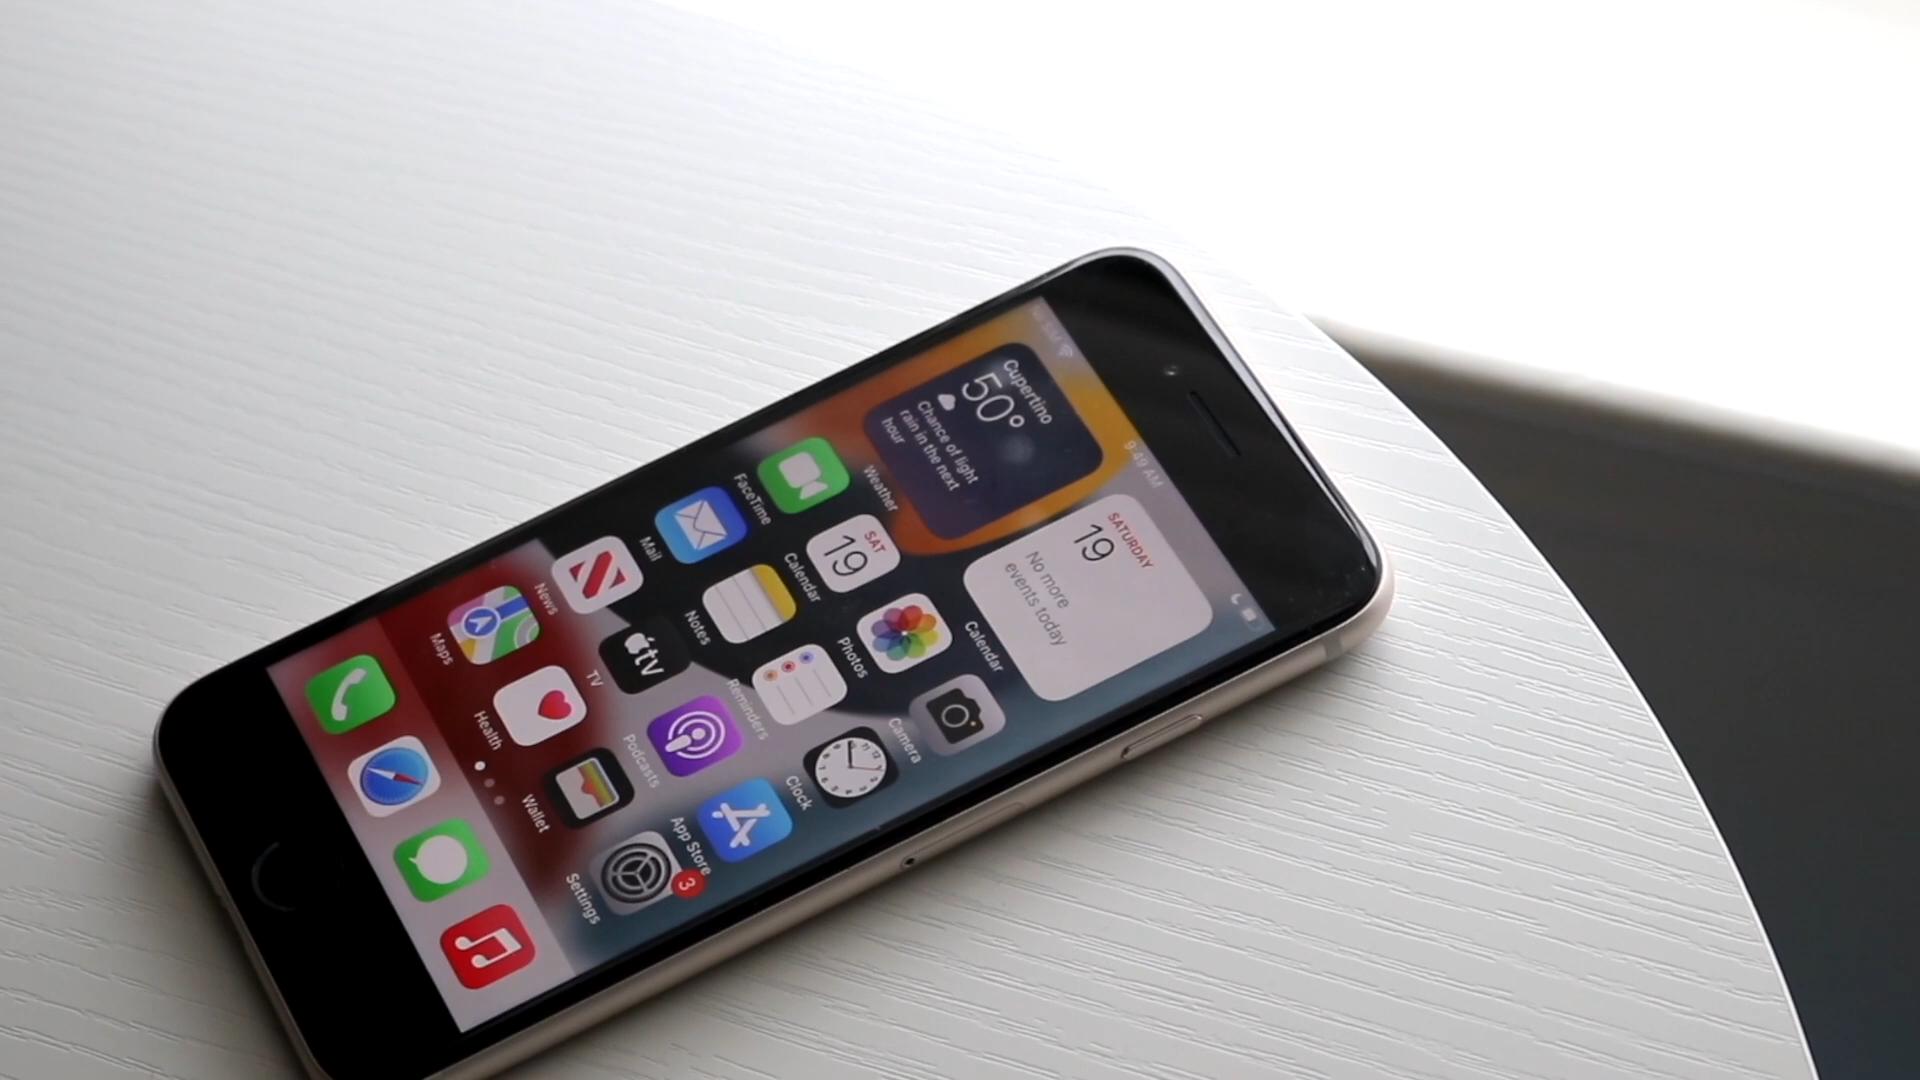 9:49 AM
Cupertino
50°
Chance of light
rain in the next
hour
Weather
SATURDAY
19
No more
events today
Calendar
FaceTime
SAT
19
Calendar
Photos
Camera
Mail
Notes
Reminders
Clock
News
tv
TV
Podcasts
App Store
Maps
Health
Wallet
3
Settings